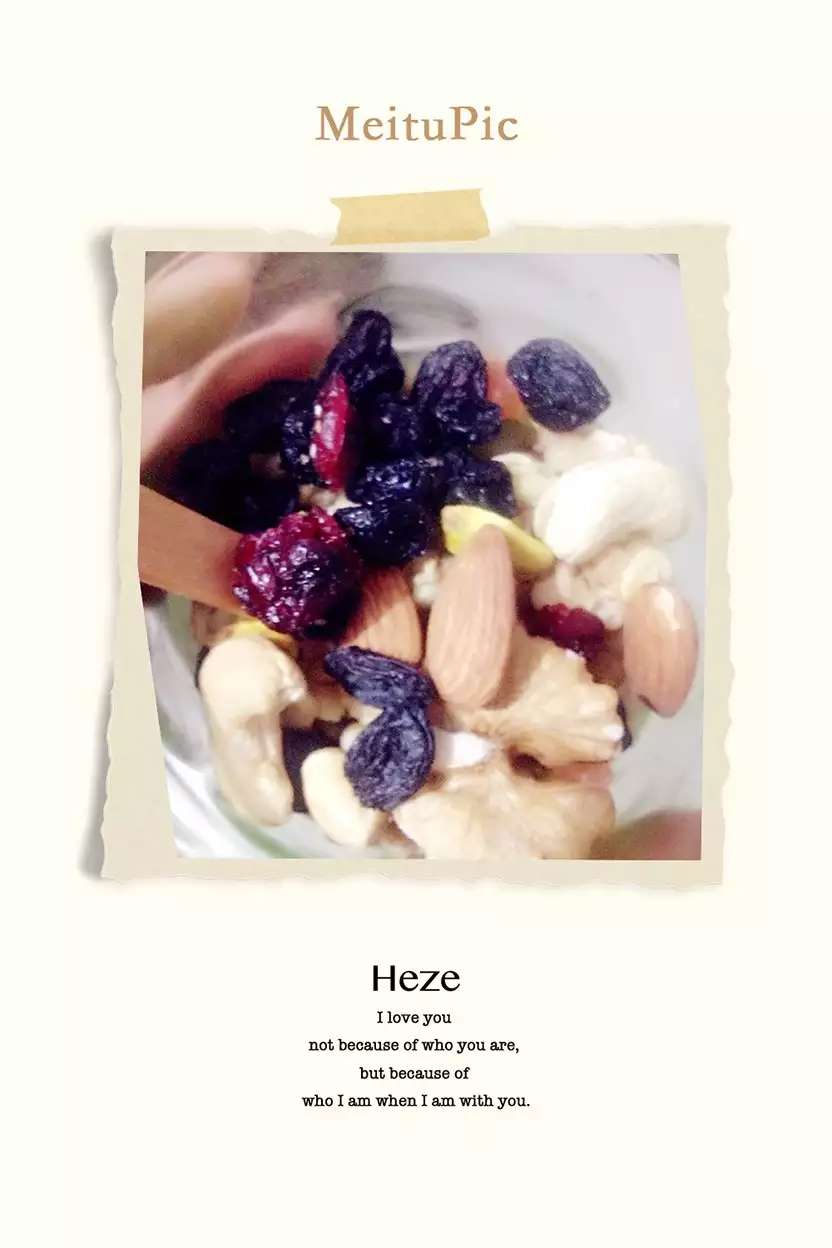 MeituPic
Heze
I love you
not because of who you are,
but because of
who I am when I am with you.